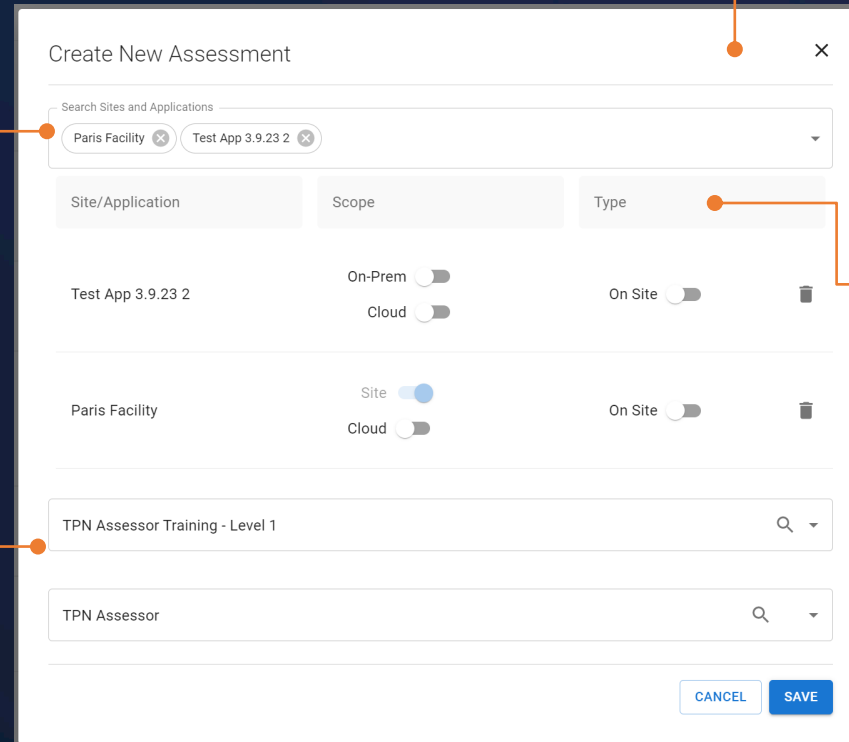 Create New Assessment
Search Sites and Applications
Paris Facility Test App 3.9.23 2
Site/Application Scope Type
On-Prem
Test App 3.9.23 2 On Site
Cloud
Site
Paris Facility On Site
Cloud
TPN Assessor Training - Level 1
TPN Assessor
CANCEL SAVE